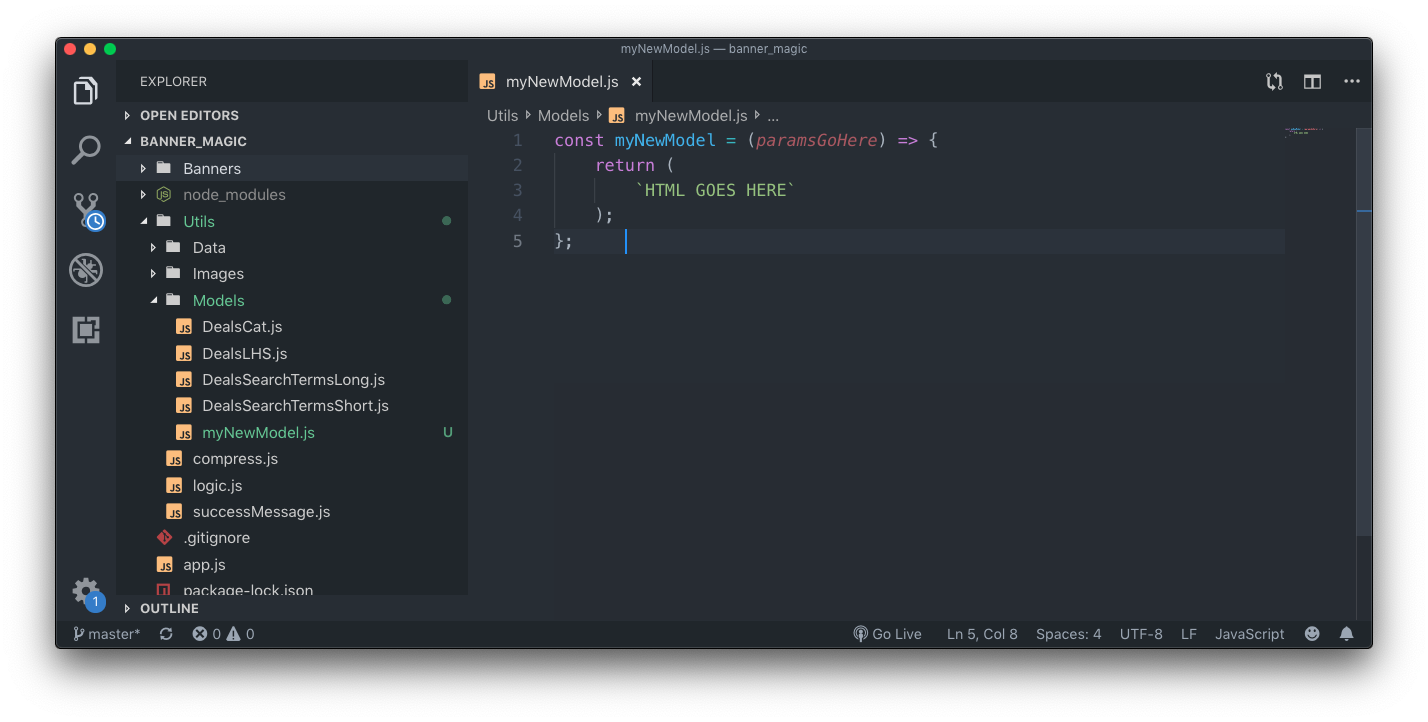 myNewModel.js — banner_magic
EXPLORER
OPEN EDITORS
BANNER_MAGIC
Banners
node_modules
Utils
Data
Images
Models
JS DealsCat.js
JS DealsLHS.js
JS DealsSearchTermsLong.js
JS DealsSearchTermsShort.js
JS myNewModel.js U
JS compress.js
JS logic.js
JS successMessage.js
.gitignore
JS app.js
package-lock.json
OUTLINE
JS myNewModel.js ×
Utils Models JS myNewModel.js ...
1 const myNewModel = (paramsGoHere) => {
2 return (
3 `HTML GOES HERE`
4 );
5 };
1
master* 0 0 Go Live Ln 5, Col 8 Spaces: 4 UTF-8 LF JavaScript